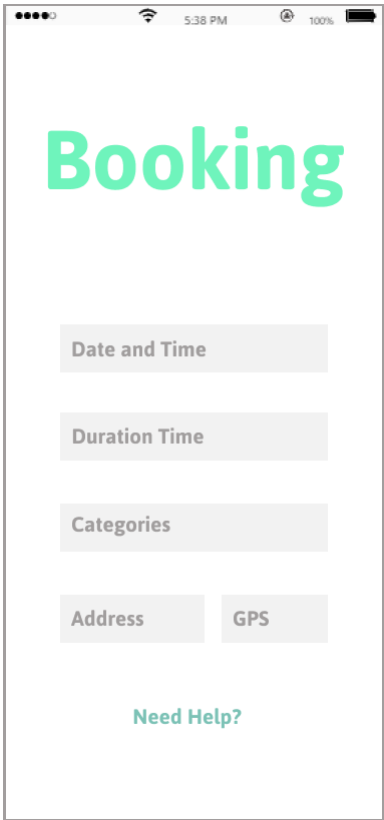 5:38 PM 100%
Booking
Date and Time
Duration Time
Categories
Address GPS
Need Help?